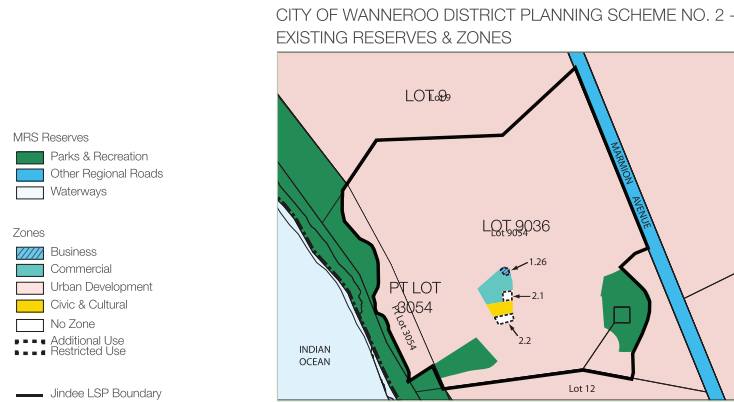 CITY OF WANNEROO DISTRICT PLANNING SCHEME NO. 2 -
EXISTING RESERVES & ZONES
MRS Reserves
Parks & Recreation
Other Regional Roads
Waterways
Zones
Business
Commercial
Urban Development
Civic & Cultural
No Zone
Additional Use
Restricted Use
Jindee LSP Boundary
LOT 9
Lot 9
MARMION AVENUE
LOT 9036
Lot 9054
1.26
2.1
2.2
PT LOT
3054
Pt Lot 3054
INDIAN
OCEAN
Lot 12